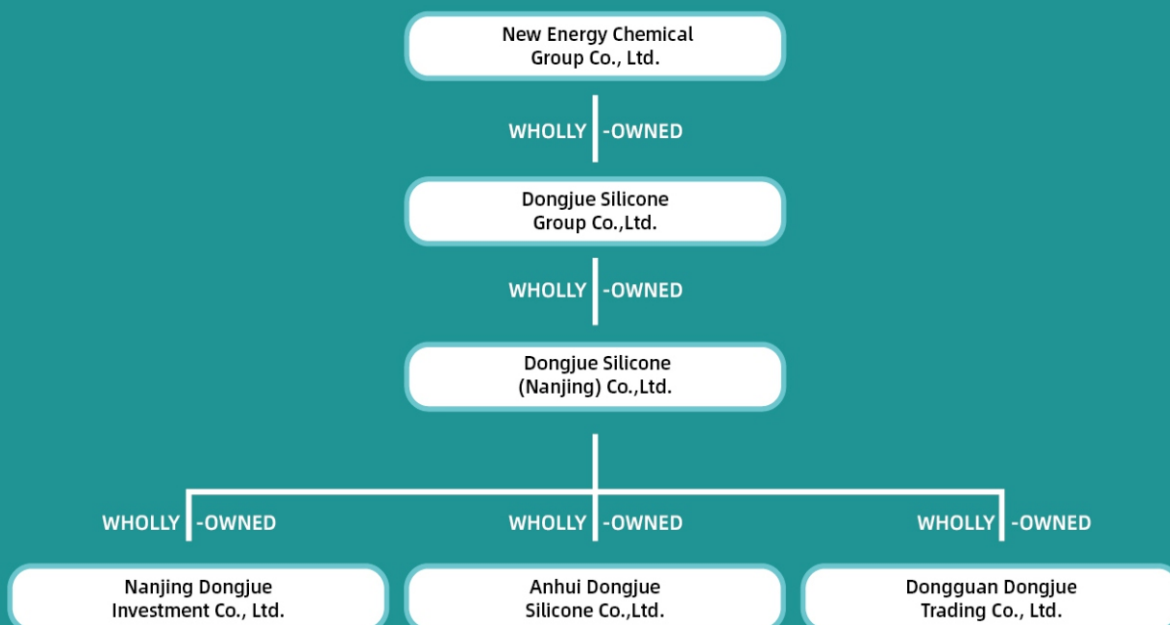 New Energy Chemical
Group Co., Ltd.
WHOLLY -OWNED
Dongjue Silicone
Group Co.,Ltd.
WHOLLY -OWNED
Dongjue Silicone
(Nanjing) Co.,Ltd.
WHOLLY -OWNED
WHOLLY -OWNED
WHOLLY -OWNED
Nanjing Dongjue
Investment Co., Ltd.
Anhui Dongjue
Silicone Co.,Ltd.
Dongguan Dongjue
Trading Co., Ltd.